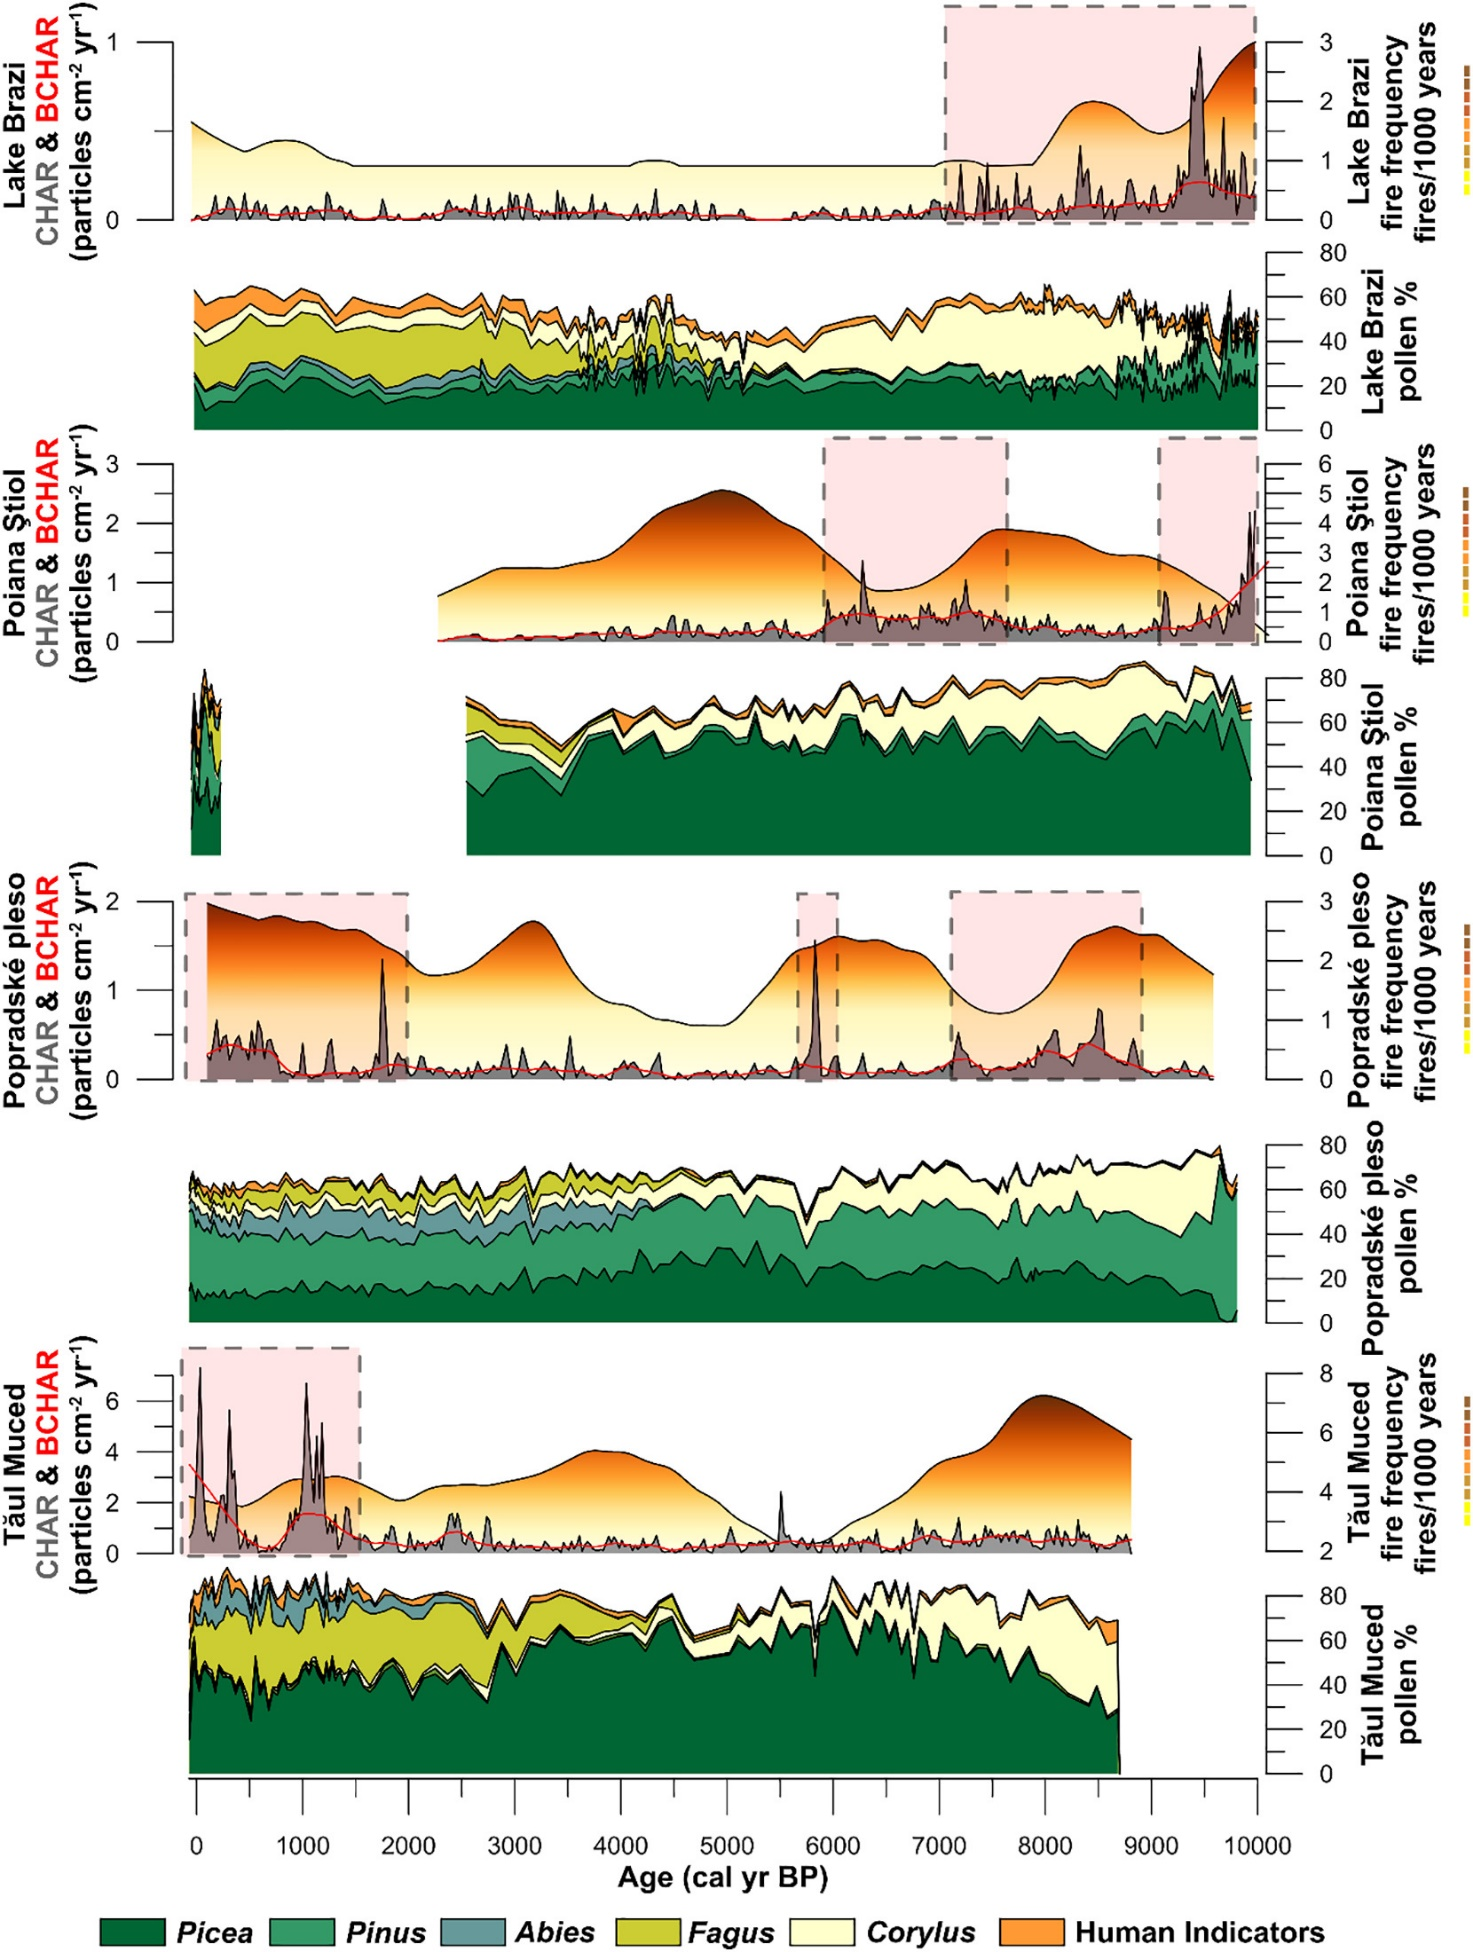 Lake Brazi
CHAR & BCHAR
(particles cm-2 yr-1)
1
0
3
2
1
0
Lake Brazi
fire frequency
fires/1000 years
80
60
40
20
0
Lake Brazi
pollen %
Poiana Ştiol
CHAR & BCHAR
(particles cm-2 yr-1)
3
2
1
0
6
5
4
3
2
1
0
Poiana Ştiol
fire frequency
fires/1000 years
80
60
40
20
0
Poiana Ştiol
pollen %
Popradské pleso
CHAR & BCHAR
(particles cm-2 yr-1)
2
1
0
3
2
1
0
Popradské pleso
fire frequency
fires/1000 years
80
60
40
20
0
Popradské pleso
pollen %
Tăul Muced
CHAR & BCHAR
(particles cm-2 yr-1)
6
4
2
0
8
6
4
2
Tăul Muced
fire frequency
fires/1000 years
80
60
40
20
0
Tăul Muced
pollen %
0 1000 2000 3000 4000 5000 6000 7000 8000 9000 10000
Age (cal yr BP)
Picea Pinus Abies Fagus Corylus Human Indicators